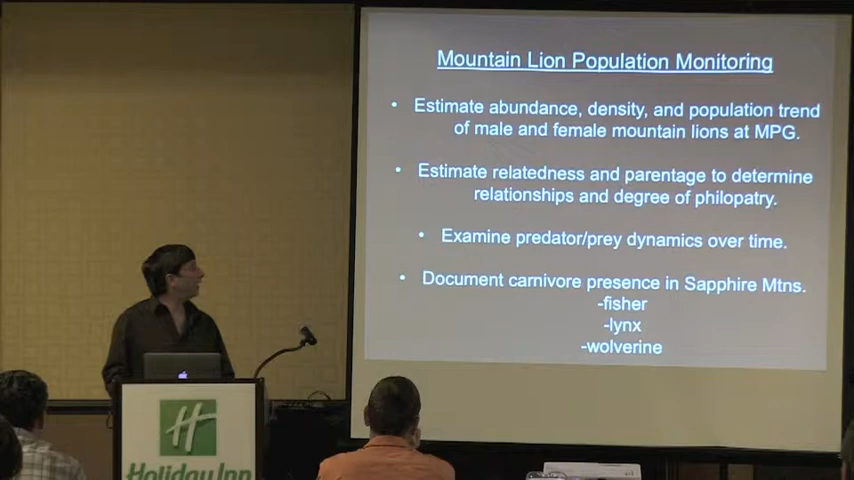 Mountain Lion Population Monitoring
• Estimate abundance, density, and population trend
of male and female mountain lions at MPG.
• Estimate relatedness and parentage to determine
relationships and degree of philopatry.
• Examine predator/prey dynamics over time.
• Document carnivore presence in Sapphire Mtns.
-fisher
-lynx
-wolverine
H
Holiday Inn